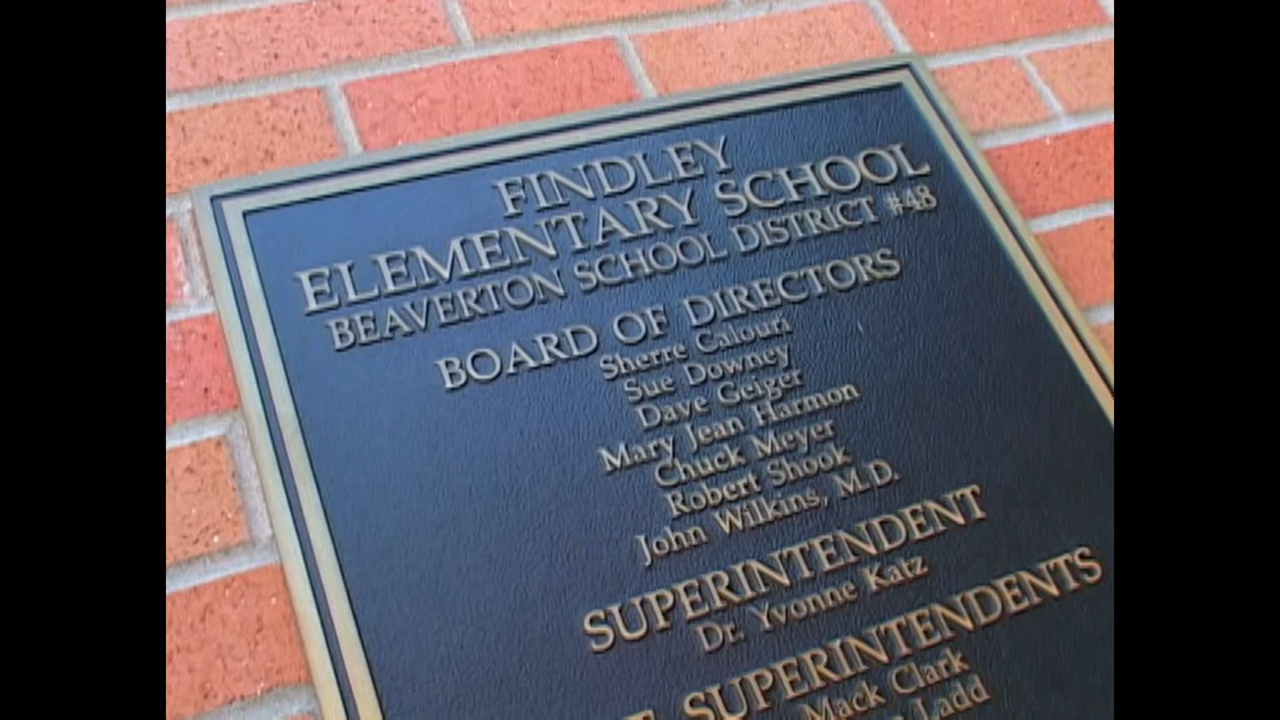 FINDLEY
ELEMENTARY SCHOOL
BEAVERTON SCHOOL DISTRICT #48
BOARD OF DIRECTORS
Sherre Calouri
Sue Downey
Dave Geiger
Mary Jean Harmon
Chuck Meyer
Robert Shook
John Wilkins, M.D.
SUPERINTENDENT
Dr. Yvonne Katz
SUPERINTENDENTS
Mack Clark
Ladd